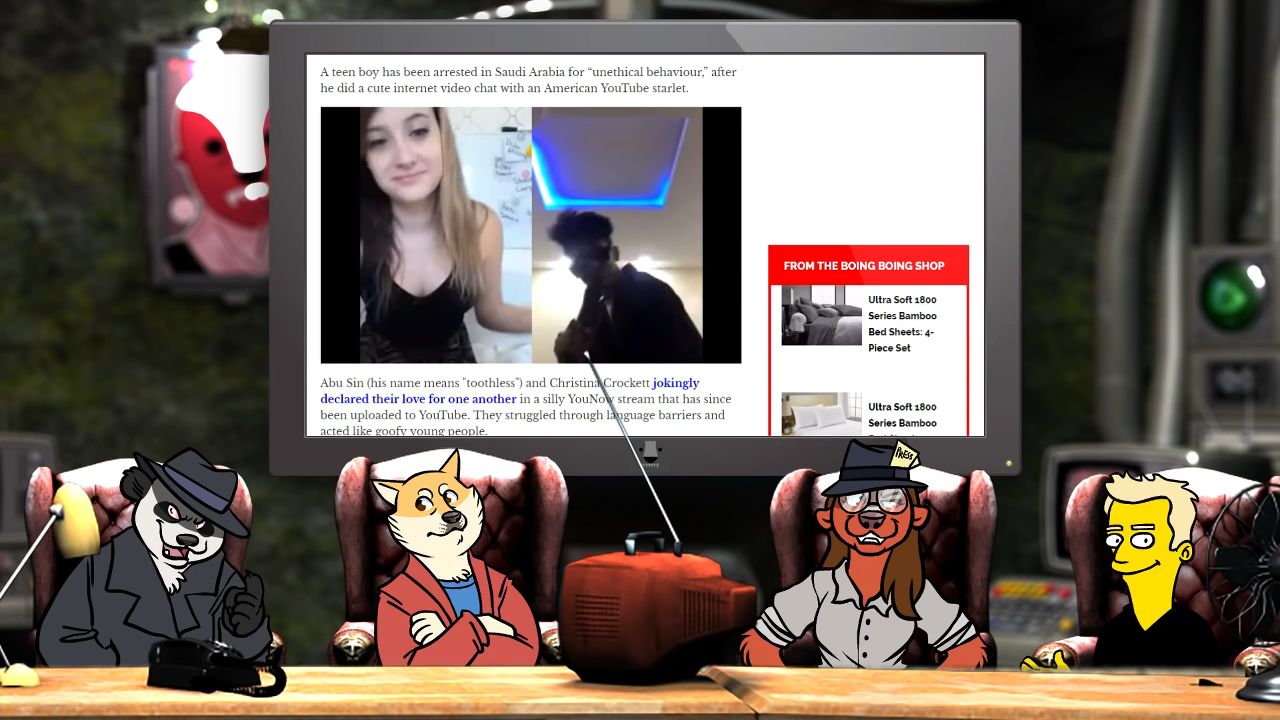 A teen boy has been arrested in Saudi Arabia for “unethical behaviour,” after
he did a cute internet video chat with an American YouTube starlet.
Abu Sin (his name means "toothless") and Christina Crockett jokingly
declared their love for one another in a silly YouNow stream that has since
been uploaded to YouTube. They struggled through language barriers and
acted like goofy young people.
FROM THE BOING BOING SHOP
Ultra Soft 1800
Series Bamboo
Bed Sheets: 4-
Piece Set
Ultra Soft 1800
Series Bamboo
PRESS